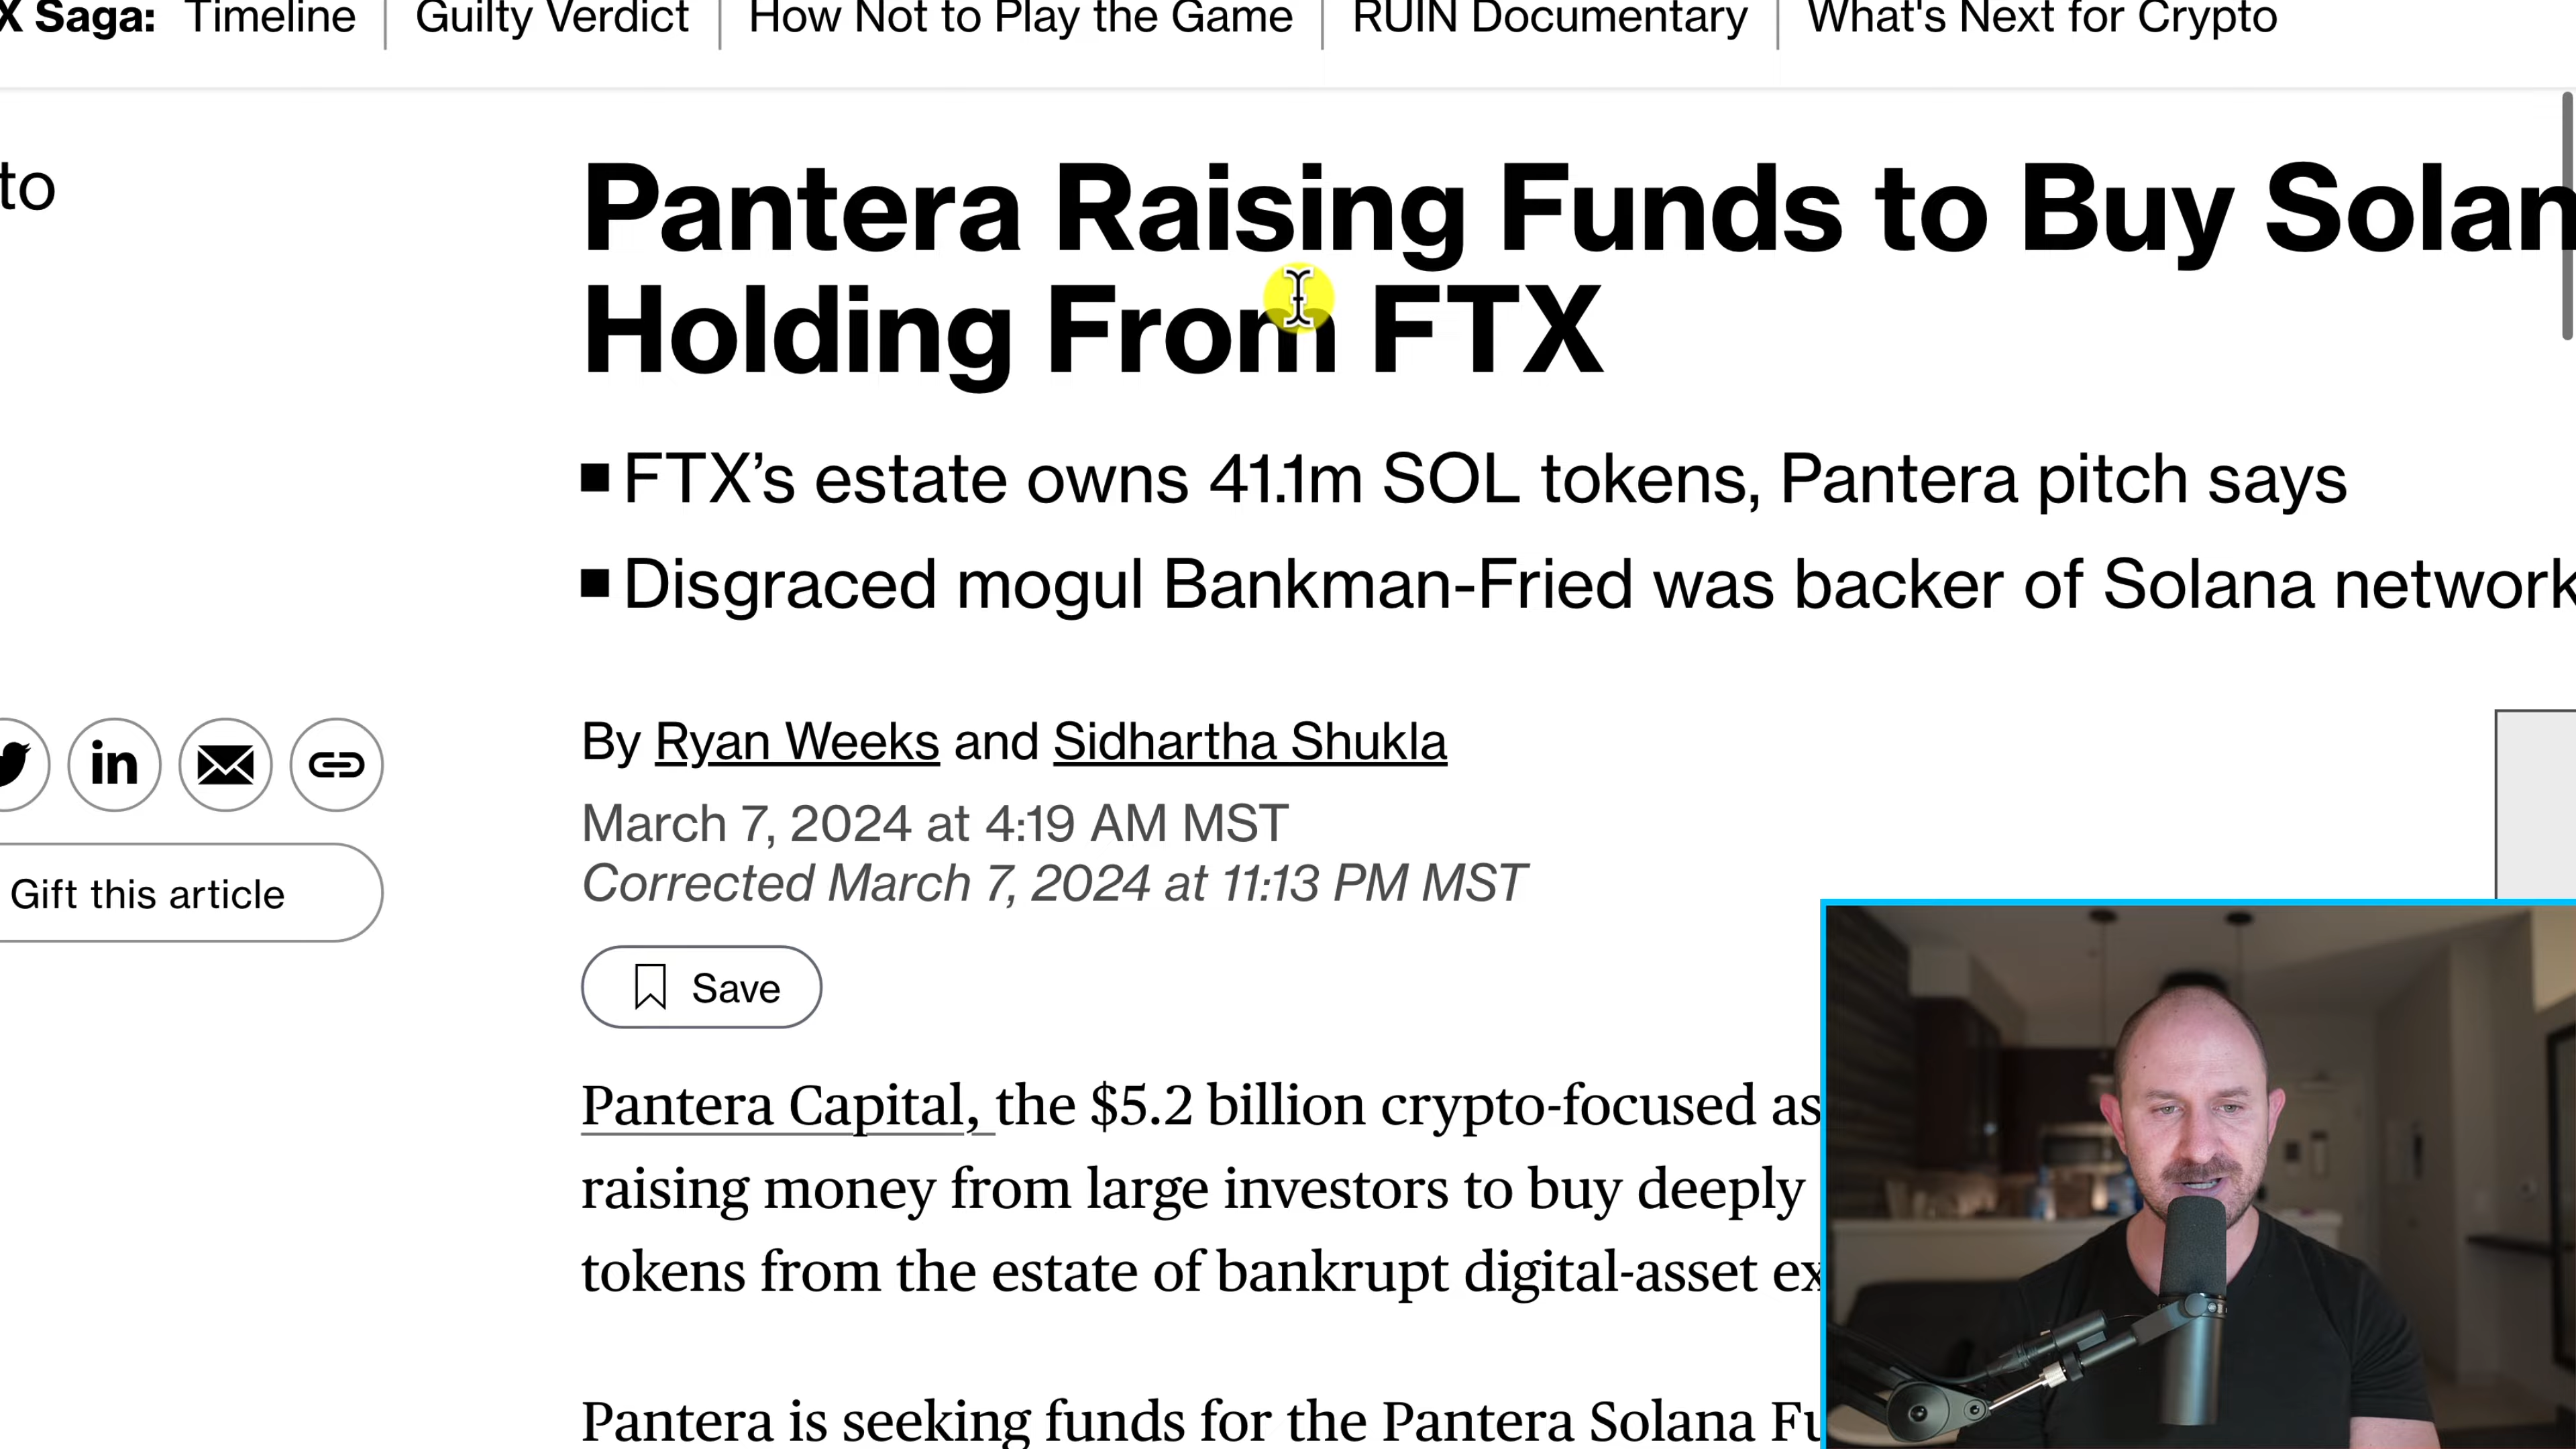 Saga: Timeline Guilty Verdict How Not to Play the Game RUIN Documentary What's Next for Crypto
to
Pantera Raising Funds to Buy Solan
Holding From FTX
■ FTX’s estate owns 41.1m SOL tokens, Pantera pitch says
■ Disgraced mogul Bankman-Fried was backer of Solana network
By Ryan Weeks and Sidhartha Shukla
March 7, 2024 at 4:19 AM MST
Corrected March 7, 2024 at 11:13 PM MST
in
Gift this article
Save
Pantera Capital, the $5.2 billion crypto-focused as
raising money from large investors to buy deeply
tokens from the estate of bankrupt digital-asset ex
Pantera is seeking funds for the Pantera Solana Fu